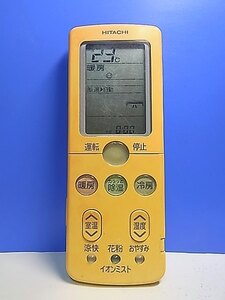 HITACHI
23℃
暖房
運転 停止
暖房 除湿 冷房
室温 湿度
涼快 花粉 おやすみ
イオンミスト